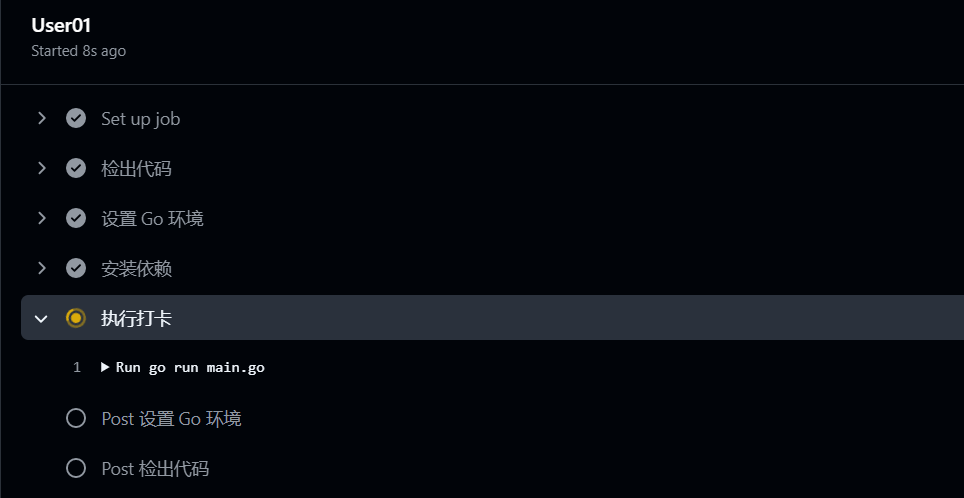 User01
Started 8s ago
Set up job
检出代码
设置 Go 环境
安装依赖
执行打卡
1 Run go run main.go
Post 设置 Go 环境
Post 检出代码